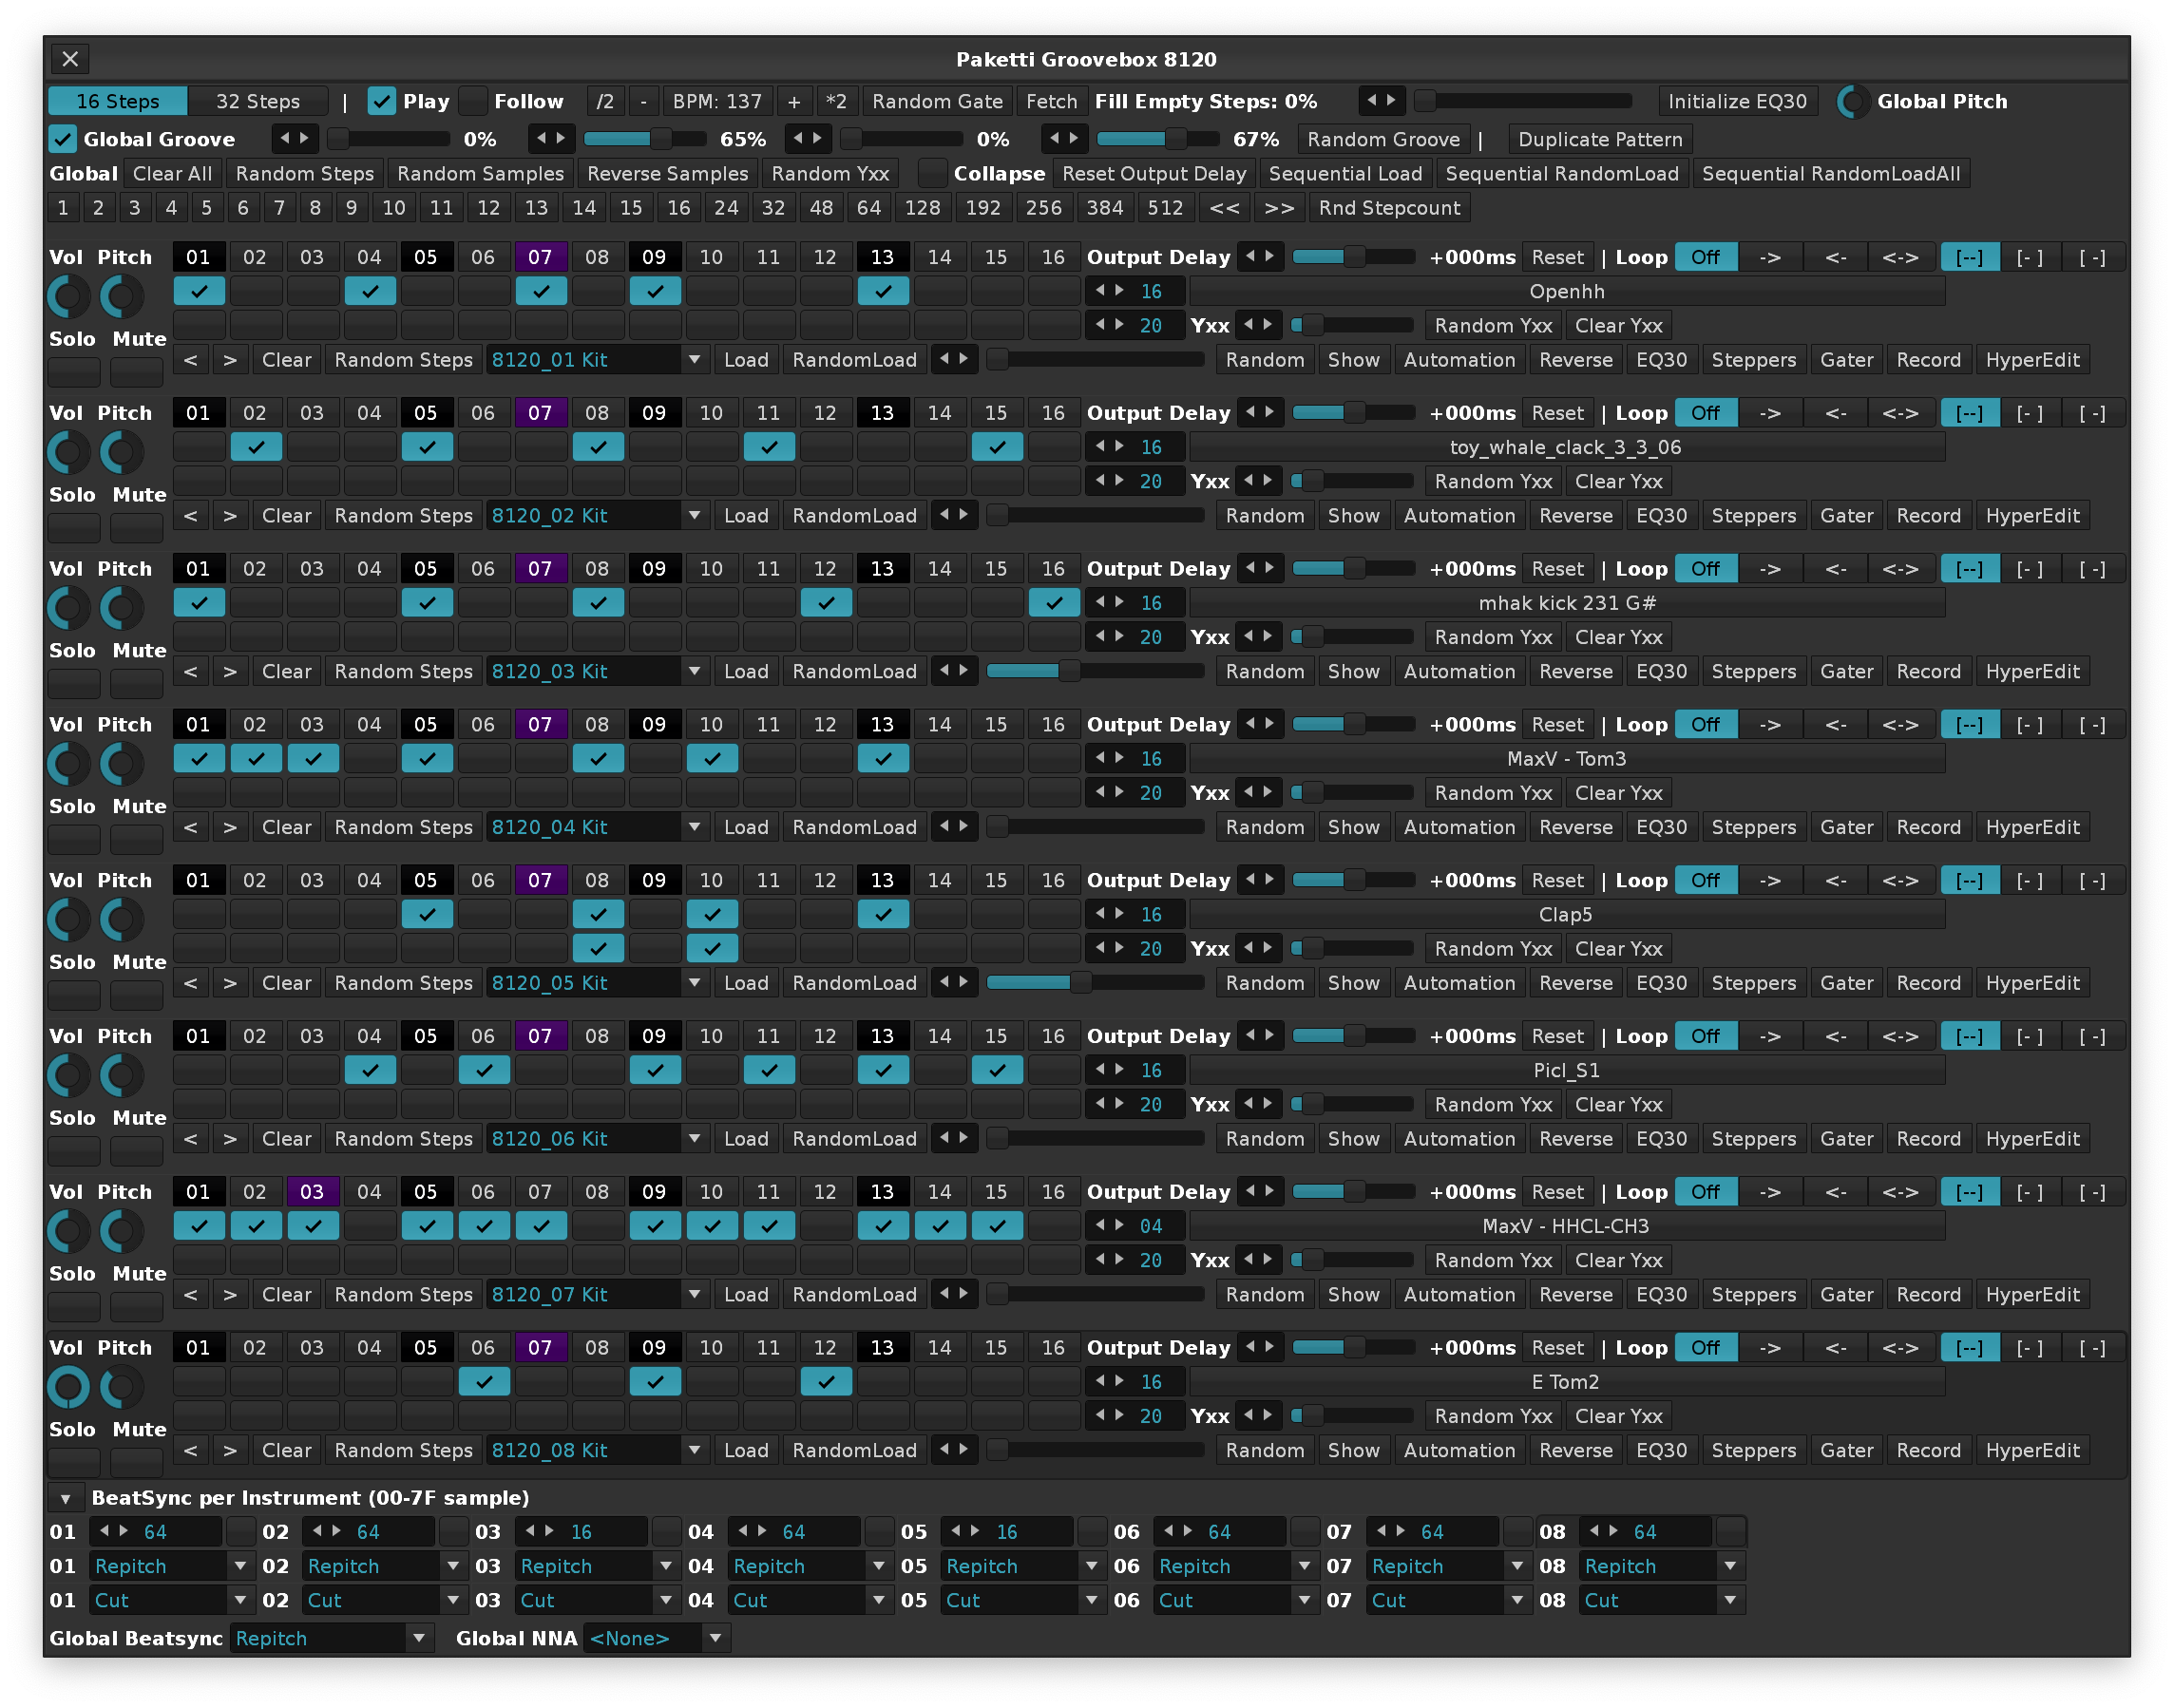 Paketti Groovebox 8120
16 Steps 32 Steps | Play Follow /2 - BPM: 137 + *2 Random Gate Fetch Fill Empty Steps: 0% Initialize EQ30 Global Pitch
Global Groove 0% 65% 0% 67% Random Groove | Duplicate Pattern
Global Clear All Random Steps Random Samples Reverse Samples Random Yxx Collapse Reset Output Delay Sequential Load Sequential RandomLoad Sequential RandomLoadAll
1 2 3 4 5 6 7 8 9 10 11 12 13 14 15 16 24 32 48 64 128 192 256 384 512 << >> Rnd Stepcount
Vol Pitch 01 02 03 04 05 06 07 08 09 10 11 12 13 14 15 16 Output Delay +000ms Reset | Loop Off -> <- <-> [--] [- ] [ -]
16 Openhh
20 Yxx Random Yxx Clear Yxx
Solo Mute
< > Clear Random Steps 8120_01 Kit Load RandomLoad Random Show Automation Reverse EQ30 Steppers Gater Record HyperEdit
Vol Pitch 01 02 03 04 05 06 07 08 09 10 11 12 13 14 15 16 Output Delay +000ms Reset | Loop Off -> <- <-> [--] [- ] [ -]
16 toy_whale_clack_3_3_06
20 Yxx Random Yxx Clear Yxx
Solo Mute
< > Clear Random Steps 8120_02 Kit Load RandomLoad Random Show Automation Reverse EQ30 Steppers Gater Record HyperEdit
Vol Pitch 01 02 03 04 05 06 07 08 09 10 11 12 13 14 15 16 Output Delay +000ms Reset | Loop Off -> <- <-> [--] [- ] [ -]
16 mhak kick 231 G#
20 Yxx Random Yxx Clear Yxx
Solo Mute
< > Clear Random Steps 8120_03 Kit Load RandomLoad Random Show Automation Reverse EQ30 Steppers Gater Record HyperEdit
Vol Pitch 01 02 03 04 05 06 07 08 09 10 11 12 13 14 15 16 Output Delay +000ms Reset | Loop Off -> <- <-> [--] [- ] [ -]
16 MaxV - Tom3
20 Yxx Random Yxx Clear Yxx
Solo Mute
< > Clear Random Steps 8120_04 Kit Load RandomLoad Random Show Automation Reverse EQ30 Steppers Gater Record HyperEdit
Vol Pitch 01 02 03 04 05 06 07 08 09 10 11 12 13 14 15 16 Output Delay +000ms Reset | Loop Off -> <- <-> [--] [- ] [ -]
16 Clap5
20 Yxx Random Yxx Clear Yxx
Solo Mute
< > Clear Random Steps 8120_05 Kit Load RandomLoad Random Show Automation Reverse EQ30 Steppers Gater Record HyperEdit
Vol Pitch 01 02 03 04 05 06 07 08 09 10 11 12 13 14 15 16 Output Delay +000ms Reset | Loop Off -> <- <-> [--] [- ] [ -]
16 Picl_S1
20 Yxx Random Yxx Clear Yxx
Solo Mute
< > Clear Random Steps 8120_06 Kit Load RandomLoad Random Show Automation Reverse EQ30 Steppers Gater Record HyperEdit
Vol Pitch 01 02 03 04 05 06 07 08 09 10 11 12 13 14 15 16 Output Delay +000ms Reset | Loop Off -> <- <-> [--] [- ] [ -]
04 MaxV - HHCL-CH3
20 Yxx Random Yxx Clear Yxx
Solo Mute
< > Clear Random Steps 8120_07 Kit Load RandomLoad Random Show Automation Reverse EQ30 Steppers Gater Record HyperEdit
Vol Pitch 01 02 03 04 05 06 07 08 09 10 11 12 13 14 15 16 Output Delay +000ms Reset | Loop Off -> <- <-> [--] [- ] [ -]
16 E Tom2
20 Yxx Random Yxx Clear Yxx
Solo Mute
< > Clear Random Steps 8120_08 Kit Load RandomLoad Random Show Automation Reverse EQ30 Steppers Gater Record HyperEdit
BeatSync per Instrument (00-7F sample)
01 64 02 64 03 16 04 64 05 16 06 64 07 64 08 64
01 Repitch 02 Repitch 03 Repitch 04 Repitch 05 Repitch 06 Repitch 07 Repitch 08 Repitch
01 Cut 02 Cut 03 Cut 04 Cut 05 Cut 06 Cut 07 Cut 08 Cut
Global Beatsync Repitch Global NNA <None>